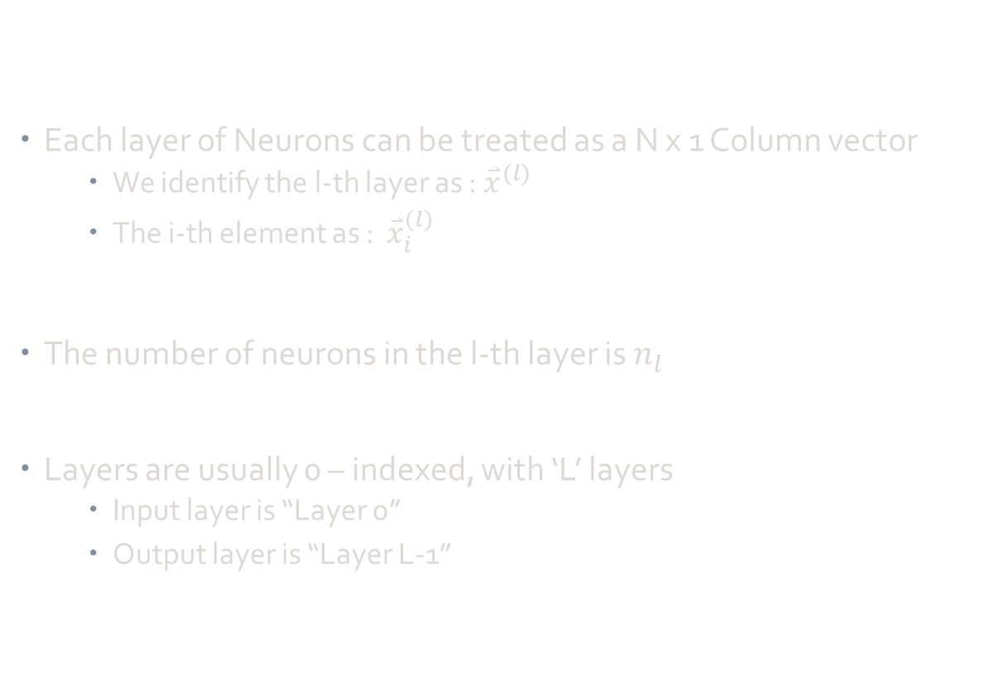 • Each layer of Neurons can be treated as a N x 1 Column vector
• We identify the l-th layer as : $\vec{x}^{(l)}$
• The i-th element as : $\vec{x}_i^{(l)}$
• The number of neurons in the l-th layer is $n_l$
• Layers are usually 0 – indexed, with ‘L’ layers
• Input layer is “Layer 0”
• Output layer is “Layer L-1”